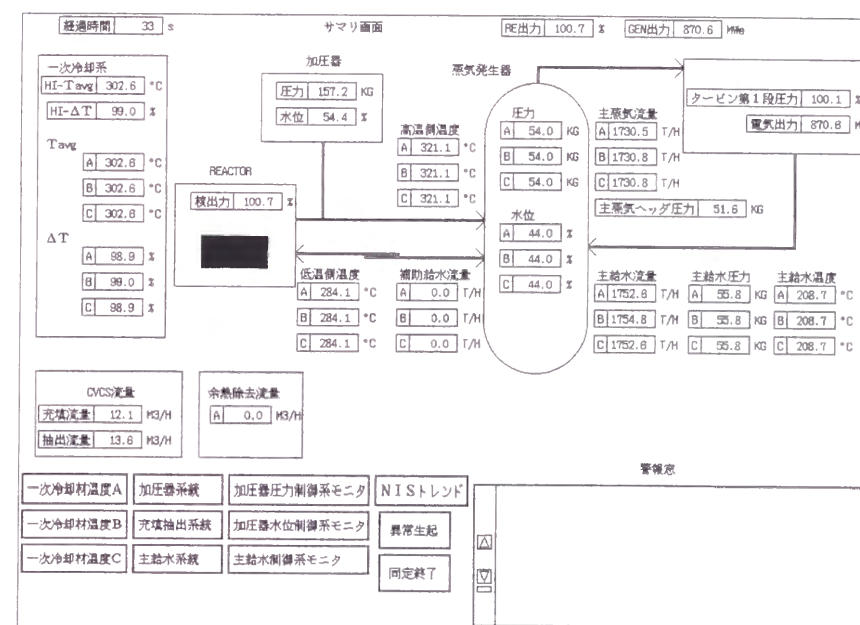 経過時間 33 s サマリ画面 RE出力 100.7 % GEN出力 870.6 MWe
一次冷却系
HI-Tavg 302.6 °C
HI-ΔT 99.0 %
Tavg
A 302.6 °C
B 302.6 °C
C 302.6 °C
ΔT
A 98.9 %
B 99.0 %
C 98.9 %
加圧器
圧力 157.2 KG
水位 54.4 %
REACTOR
核出力 100.7 %
高温側温度
A 321.1 °C
B 321.1 °C
C 321.1 °C
低温側温度
A 284.1 °C
B 284.1 °C
C 284.1 °C
補助給水流量
A 0.0 T/H
B 0.0 T/H
C 0.0 T/H
蒸気発生器
圧力
A 54.0 KG
B 54.0 KG
C 54.0 KG
水位
A 44.0 %
B 44.0 %
C 44.0 %
主蒸気流量
A 1730.5 T/H
B 1730.8 T/H
C 1730.8 T/H
主蒸気ヘッダ圧力 51.6 KG
タービン第1段圧力 100.1 %
電気出力 870.6 M
主給水流量
A 1752.6 T/H
B 1754.8 T/H
C 1752.6 T/H
主給水圧力
A 55.8 KG
B 55.8 KG
C 55.8 KG
主給水温度
A 208.7 °C
B 208.7 °C
C 208.7 °C
CVCS流量
充填流量 12.1 M3/H
抽出流量 13.6 M3/H
余熱除去流量
A 0.0 M3/H
警報窓
一次冷却材温度A 加圧器系統 加圧器圧力制御系モニタ NISトレンド
一次冷却材温度B 充填抽出系統 加圧器水位制御系モニタ 異常生起
一次冷却材温度C 主給水系統 主給水制御系モニタ 同定終了